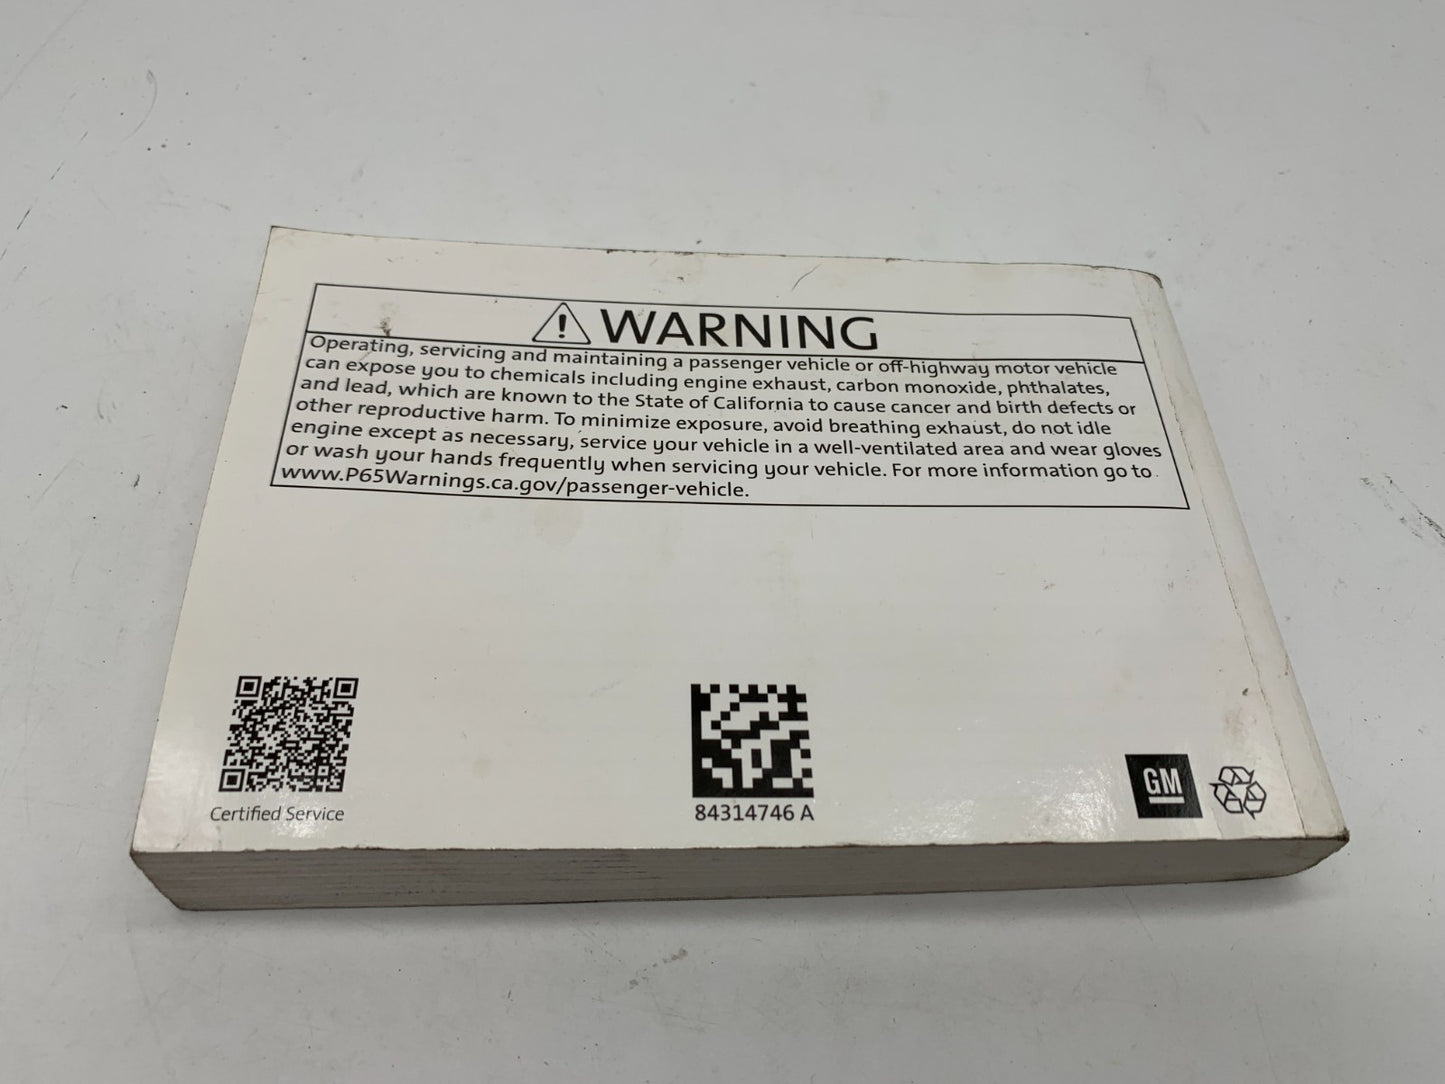 WARNING
Operating, servicing and maintaining a passenger vehicle or off-highway motor vehicle
can expose you to chemicals including engine exhaust, carbon monoxide, phthalates,
and lead, which are known to the State of California to cause cancer and birth defects or
other reproductive harm. To minimize exposure, avoid breathing exhaust, do not idle
engine except as necessary, service your vehicle in a well-ventilated area and wear gloves
or wash your hands frequently when servicing your vehicle. For more information go to
www.P65Warnings.ca.gov/passenger-vehicle.
Certified Service
84314746 A
GM